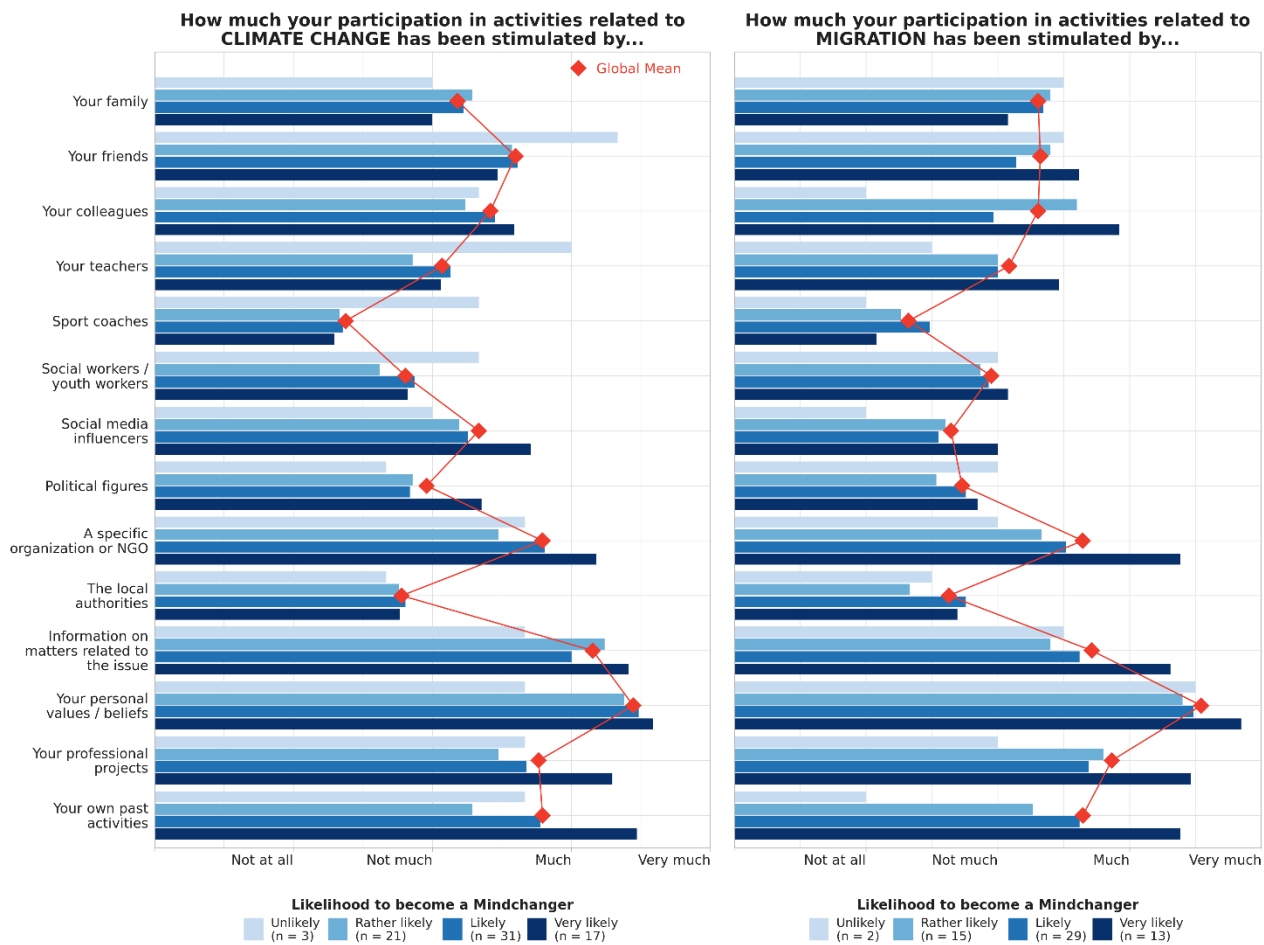 How much your participation in activities related to
CLIMATE CHANGE has been stimulated by...
How much your participation in activities related to
MIGRATION has been stimulated by...
Global Mean
Your family
Your friends
Your colleagues
Your teachers
Sport coaches
Social workers /
youth workers
Social media
influencers
Political figures
A specific
organization or NGO
The local
authorities
Information on
matters related to
the issue
Your personal
values / beliefs
Your professional
projects
Your own past
activities
Not at all
Not much
Much
Very much
Not at all
Not much
Much
Very much
Likelihood to become a Mindchanger
Unlikely
(n = 3)
Rather likely
(n = 21)
Likely
(n = 31)
Very likely
(n = 17)
Likelihood to become a Mindchanger
Unlikely
(n = 2)
Rather likely
(n = 15)
Likely
(n = 29)
Very likely
(n = 13)